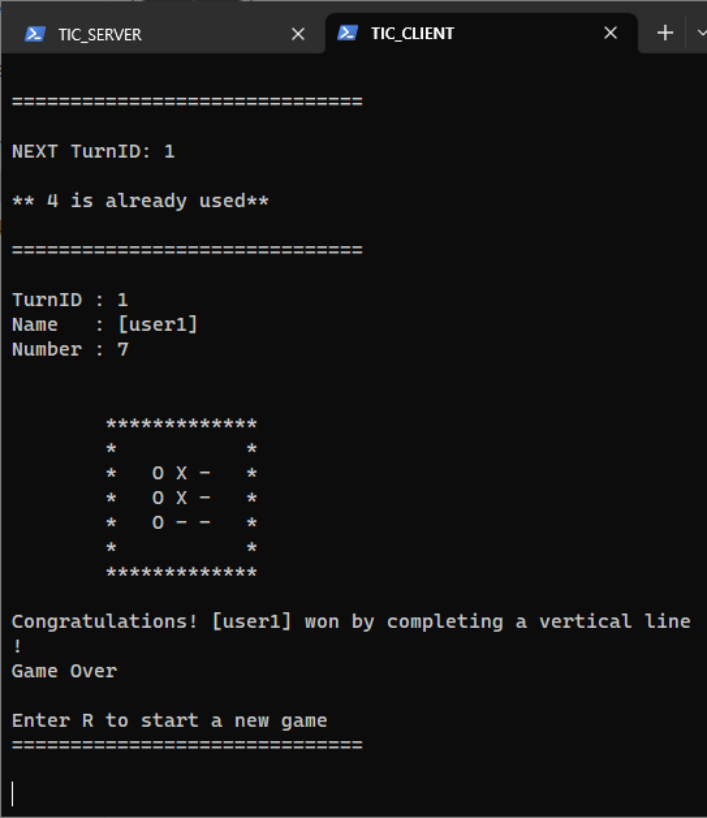 TIC_SERVER
TIC_CLIENT
==============================
NEXT TurnID: 1
** 4 is already used**
==============================
TurnID : 1
Name   : [user1]
Number : 7
*************
*           *
*   O X -   *
*   O X -   *
*   O - -   *
*           *
*************
Congratulations! [user1] won by completing a vertical line
!
Game Over
Enter R to start a new game
==============================